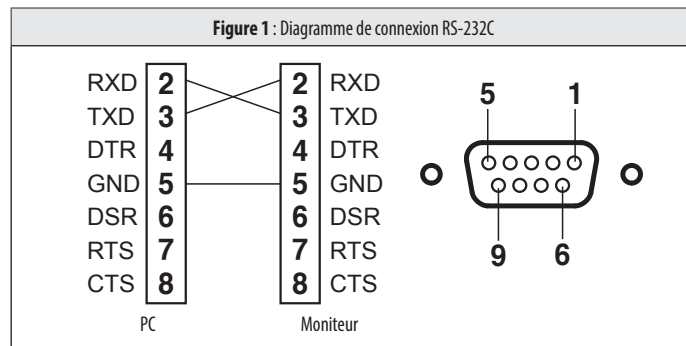 Figure 1 : Diagramme de connexion RS-232C
RXD 2 2 RXD
TXD 3 3 TXD
DTR 4 4 DTR
GND 5 5 GND
DSR 6 6 DSR
RTS 7 7 RTS
CTS 8 8 CTS
PC Moniteur
5 1
9 6